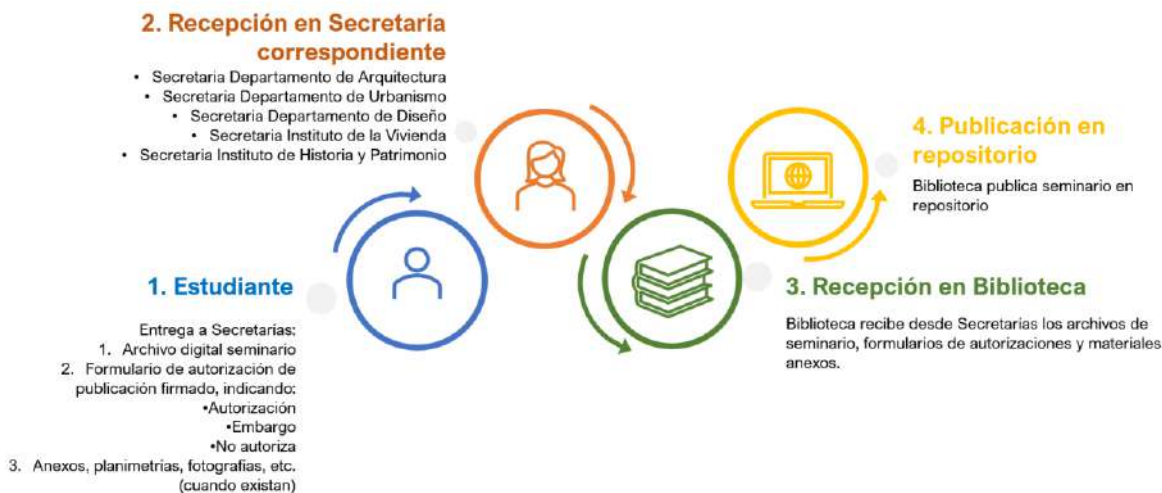 1. Estudiante
Entrega a Secretarías:
1. Archivo digital seminario
2. Formulario de autorización de
publicación firmado, indicando:
•Autorización
•Embargo
•No autoriza
3. Anexos, planimetrías, fotografías, etc.
(cuando existan)
2. Recepción en Secretaría
correspondiente
• Secretaria Departamento de Arquitectura
• Secretaria Departamento de Urbanismo
• Secretaria Departamento de Diseño
• Secretaria Instituto de la Vivienda
• Secretaria Instituto de Historia y Patrimonio
3. Recepción en Biblioteca
Biblioteca recibe desde Secretarías los archivos de
seminario, formularios de autorizaciones y materiales
anexos.
4. Publicación en
repositorio
Biblioteca publica seminario en
repositorio